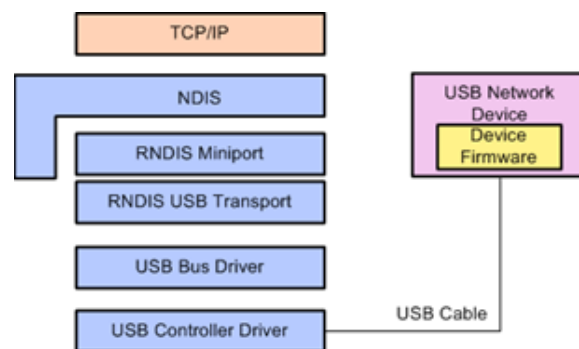 TCP/IP
NDIS
RNDIS Miniport
RNDIS USB Transport
USB Bus Driver
USB Controller Driver
USB Network
Device
Device
Firmware
USB Cable